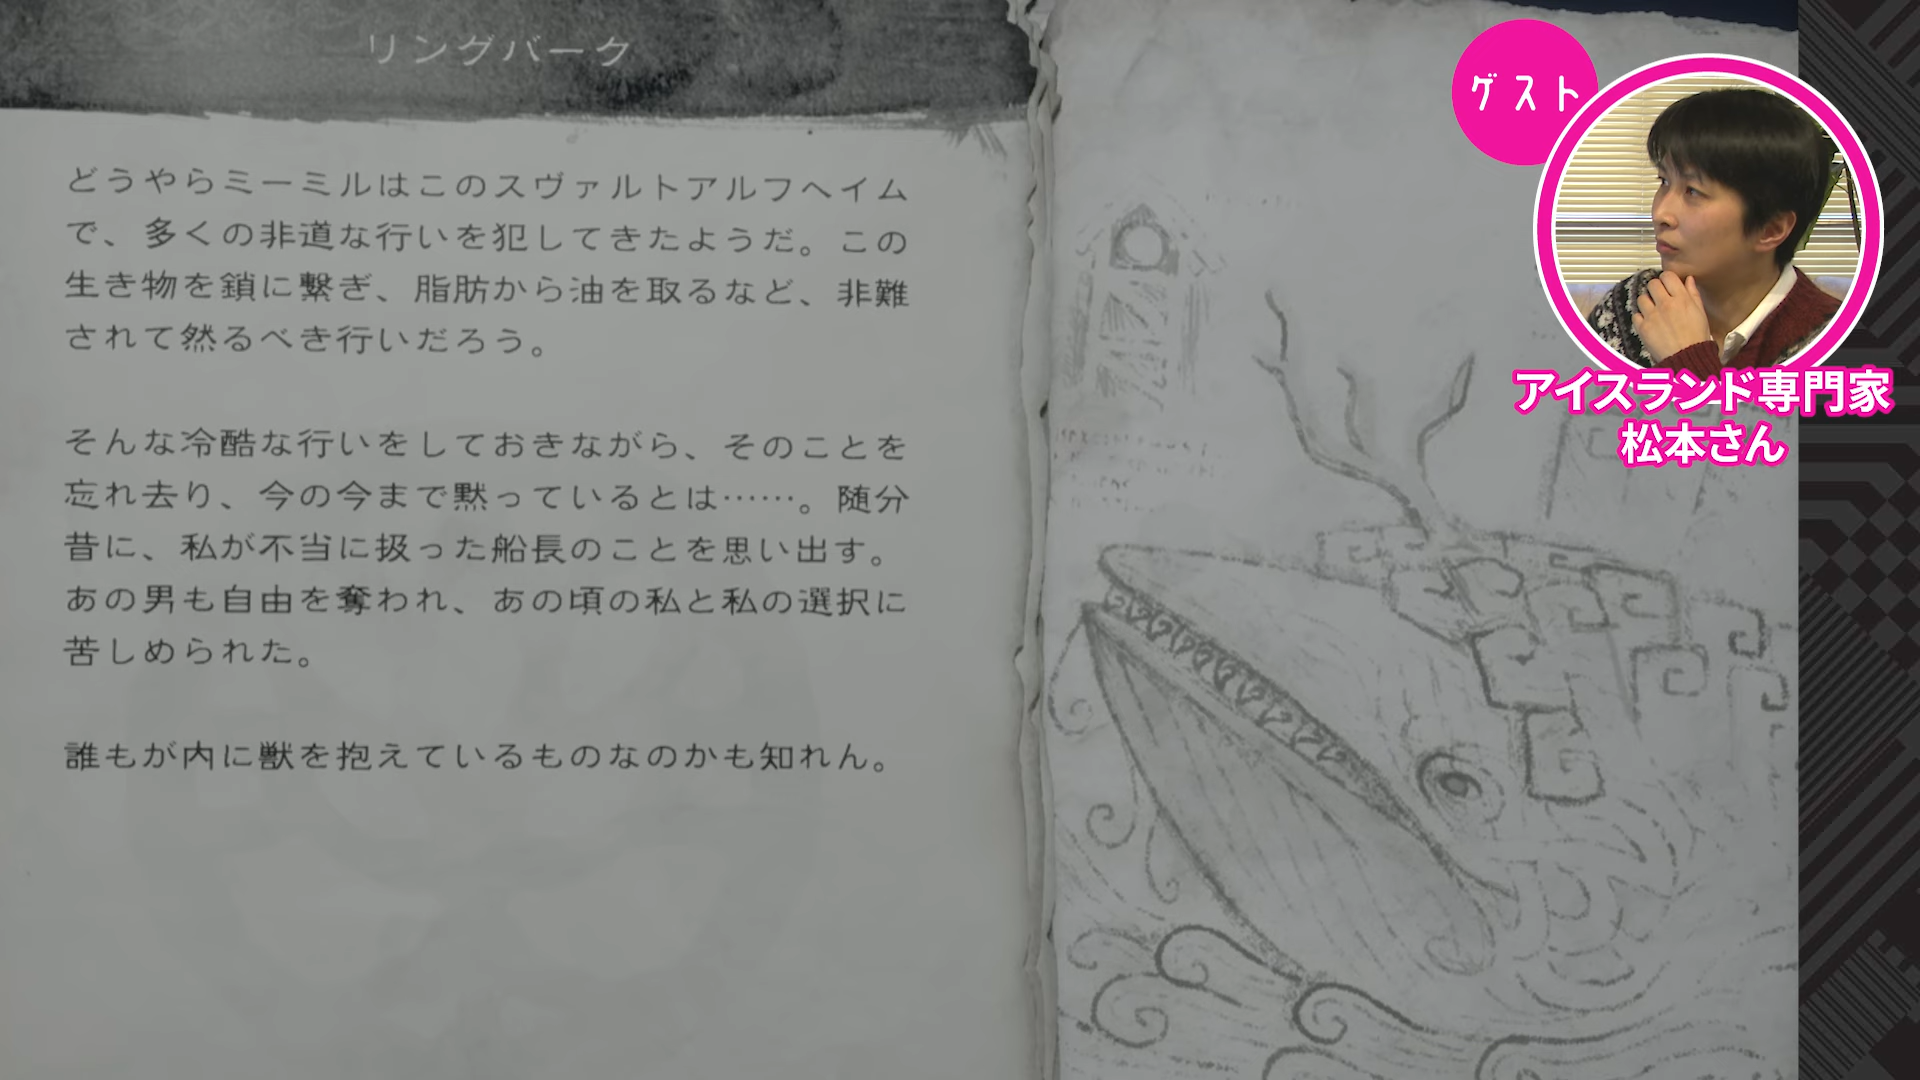 リングバーク
どうやらミーミルはこのスヴァルトアルフヘイム
で、多くの非道な行いを犯してきたようだ。この
生き物を鎖に繋ぎ、脂肪から油を取るなど、非難
されて然るべき行いだろう。
そんな冷酷な行いをしておきながら、そのことを
忘れ去り、今の今まで黙っているとは……。随分
昔に、私が不当に扱った船長のことを思い出す。
あの男も自由を奪われ、あの頃の私と私の選択に
苦しめられた。
誰もが内に獣を抱えているものなのかも知れん。
ゲスト
アイスランド専門家
松本さん